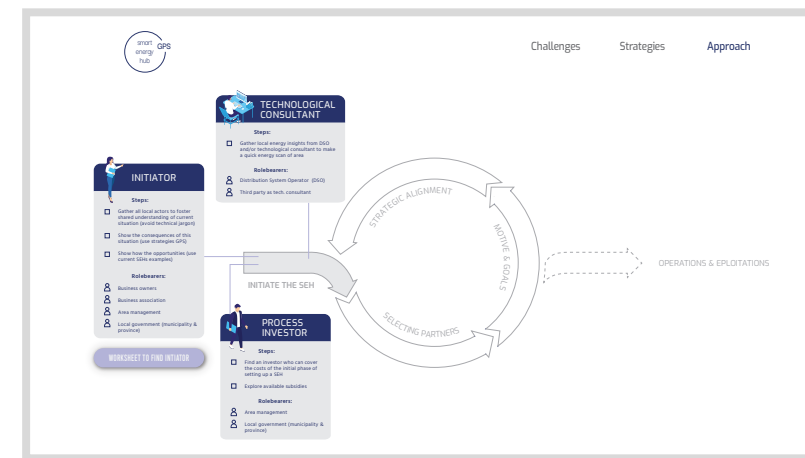 smart
energy
hub
GPS
Challenges
Strategies
Approach
TECHNOLOGICAL
CONSULTANT
Steps:
Gather local energy insights from DSO
and/or technological consultant to make
a quick energy scan of area
Rolebearers:
Distribution System Operator (DSO)
Third party as tech. consultant
INITIATOR
Steps:
Gather all local actors to foster
shared understanding of current
situation (avoid technical jargon)
Show the consequences of this
situation (use strategies GPS)
Show how the opportunities (use
current SEHs examples)
Rolebearers:
Business owners
Business association
Area management
Local government (municipality &
province)
WORKSHEET TO FIND INTIATOR
INITIATE THE SEH
STRATEGIC ALIGNMENT
MOTIVE & GOALS
SELECTING PARTNERS
OPERATIONS & EPLOITATIONS
PROCESS
INVESTOR
Steps:
Find an investor who can cover
the costs of the initial phase of
setting up a SEH
Explore available subsidies
Rolebearers:
Area management
Local government (municipality &
province)